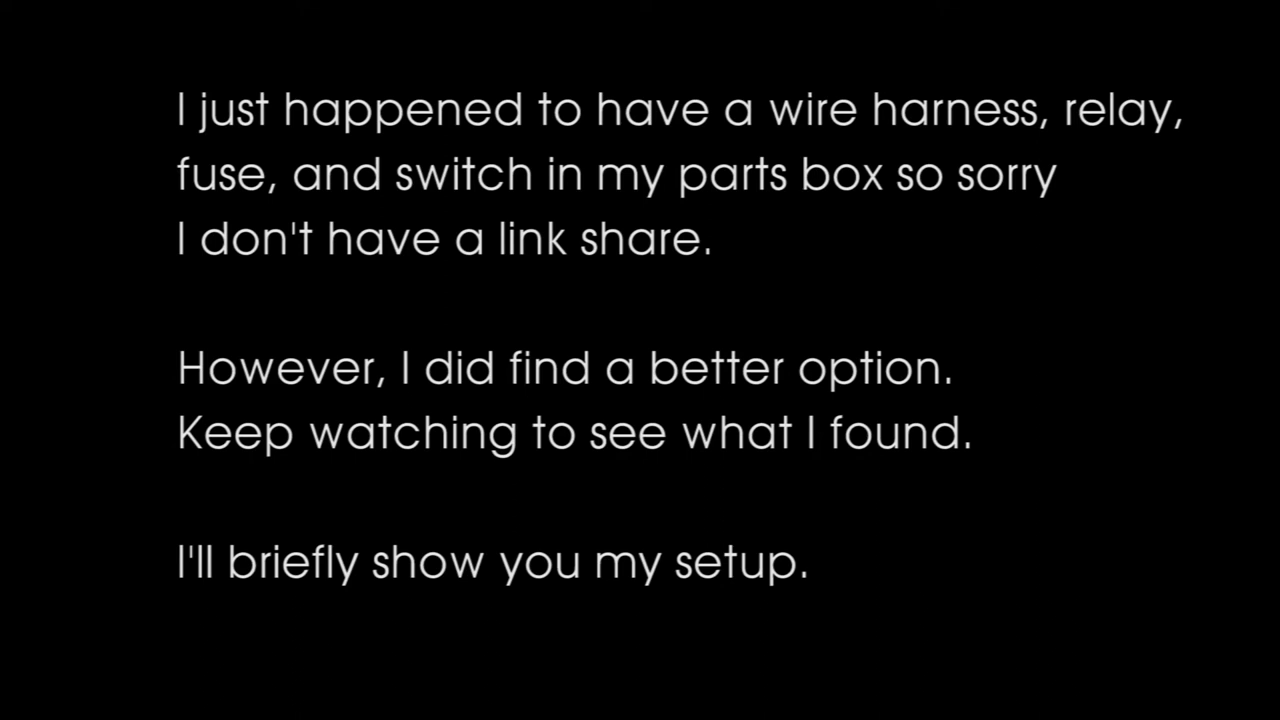 I just happened to have a wire harness, relay,
fuse, and switch in my parts box so sorry
I don't have a link share.
However, I did find a better option.
Keep watching to see what I found.
I'll briefly show you my setup.